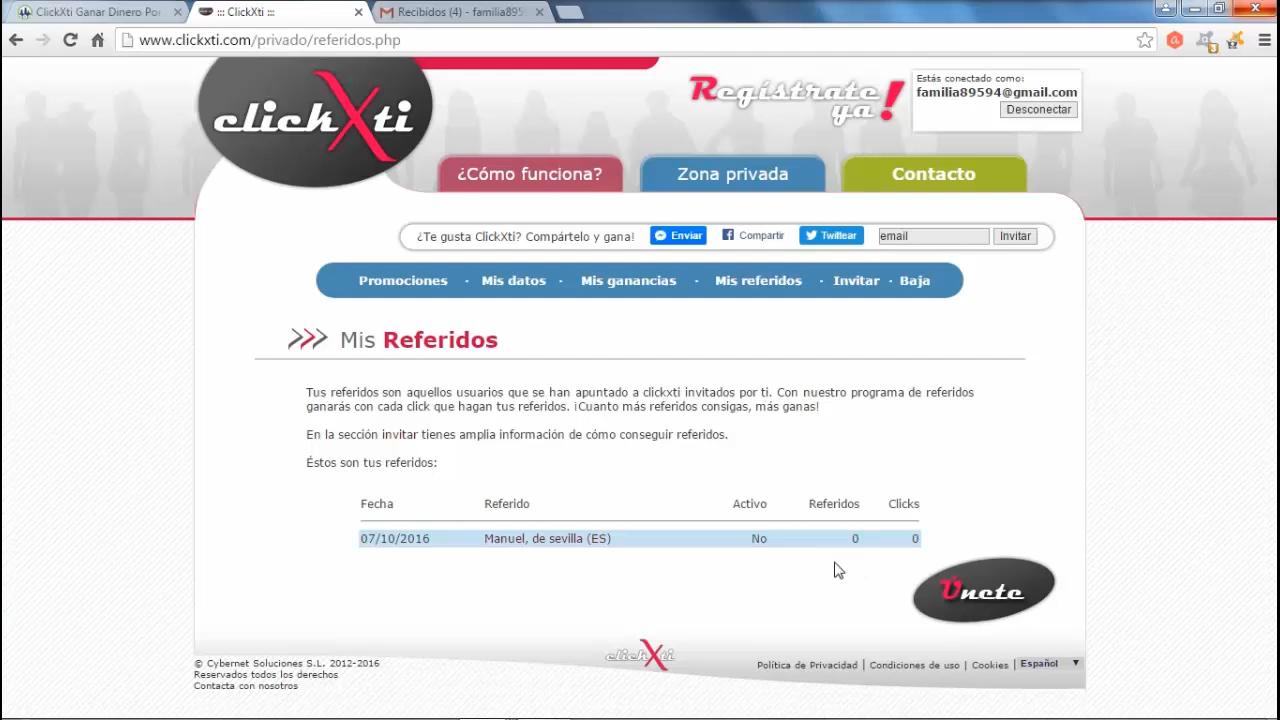 ClickXti Ganar Dinero Po
::: ClickXti :::
Recibidos (4) - familia895
www.clickxti.com/privado/referidos.php
clickXti
Regístrate
ya!
Estás conectado como:
familia89594@gmail.com
Desconectar
¿Cómo funciona?
Zona privada
Contacto
¿Te gusta ClickXti? Compártelo y gana!
Enviar
Compartir
Twittear
email
Invitar
Promociones · Mis datos · Mis ganancias · Mis referidos · Invitar · Baja
Mis Referidos
Tus referidos son aquellos usuarios que se han apuntado a clickxti invitados por ti. Con nuestro programa de referidos
ganarás con cada click que hagan tus referidos. ¡Cuanto más referidos consigas, más ganas!
En la sección invitar tienes amplia información de cómo conseguir referidos.
Éstos son tus referidos:
Fecha Referido Activo Referidos Clicks
07/10/2016 Manuel, de sevilla (ES) No 0 0
Únete
clickXti
© Cybernet Soluciones S.L. 2012-2016
Reservados todos los derechos
Contacta con nosotros
Política de Privacidad | Condiciones de uso | Cookies | Español